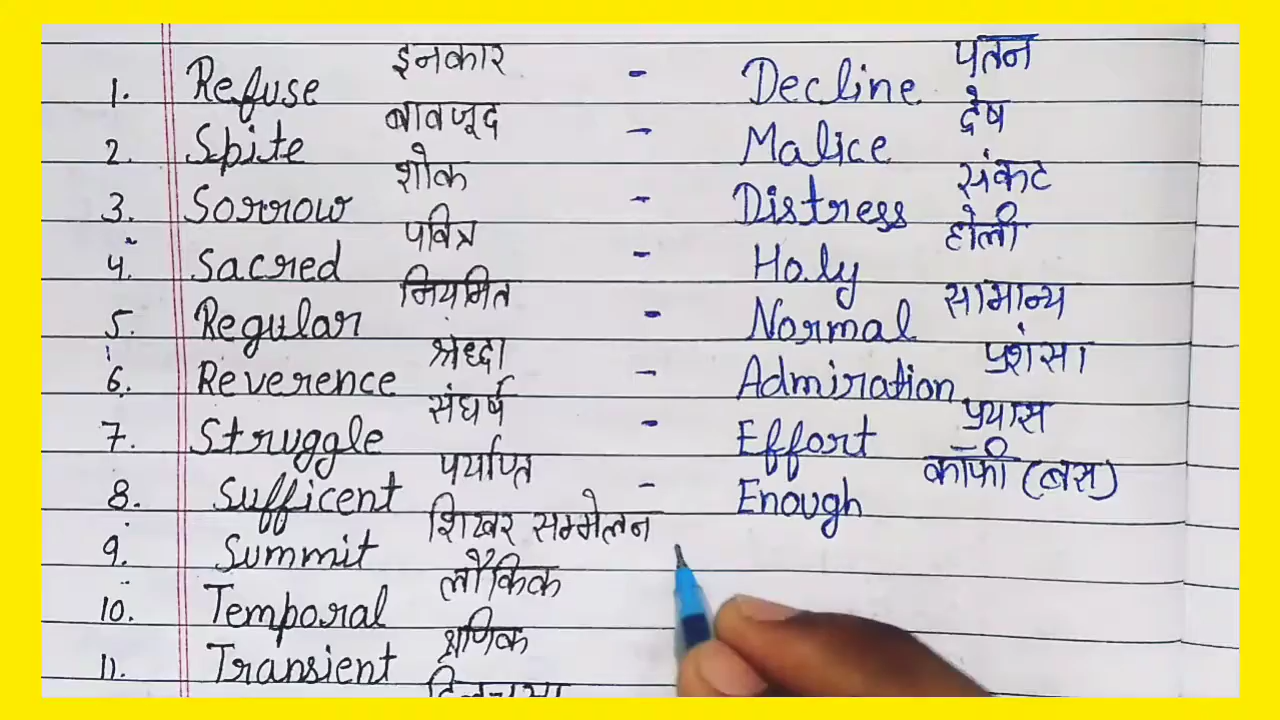 1. Refuse इनकार - Decline पतन
2. Spite बावजूद - Malice द्वेष
3. Sorrow शोक - Distress संकट
4. Sacred पवित्र - Holy होली
5. Regular नियमित - Normal सामान्य
6. Reverence श्रध्दा - Admiration प्रशंसा
7. Struggle संघर्ष - Effort प्रयास
8. Sufficent पर्याप्त - Enough कॉफी (बस)
9. Summit शिखर सम्मेलन
10. Temporal लौकिक
11. Transient क्षणिक